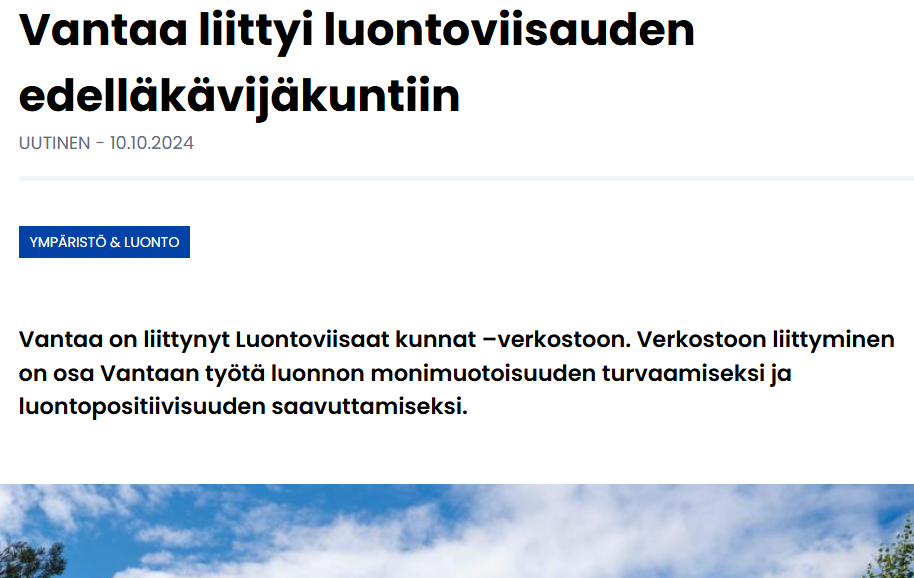 Vantaa liittyi luontoviisauden
edelläkävijäkuntiin
UUTINEN – 10.10.2024
YMPÄRISTÖ & LUONTO
Vantaa on liittynyt Luontoviisaat kunnat –verkostoon. Verkostoon liittyminen
on osa Vantaan työtä luonnon monimuotoisuuden turvaamiseksi ja
luontopositiivisuuden saavuttamiseksi.